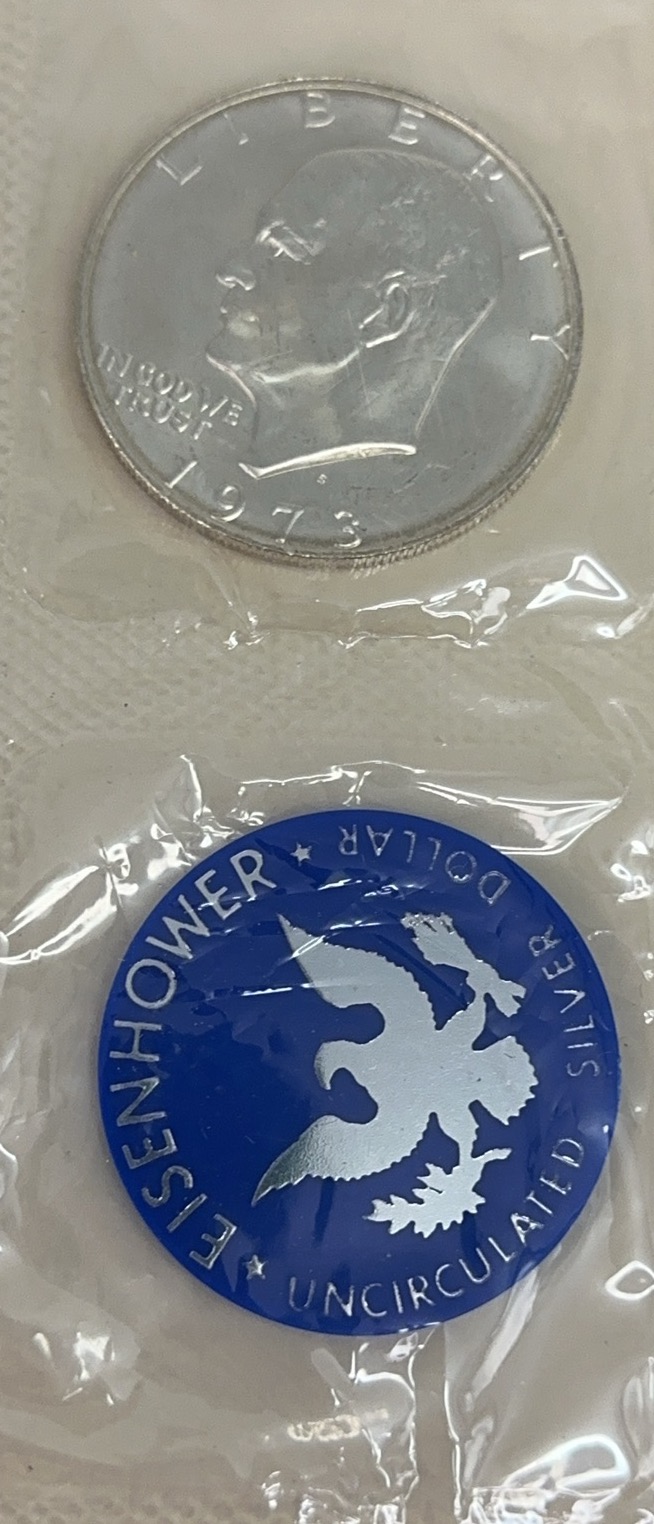 LIBERTY
IN GOD WE
TRUST
S
1973
★ EISENHOWER ★
UNCIRCULATED SILVER DOLLAR